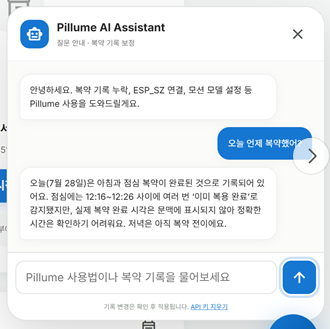 Pillume AI Assistant
질문 안내 · 복약 기록 보정
안녕하세요. 복약 기록 누락, ESP_SZ 연결, 모션 모델 설정 등
Pillume 사용을 도와드릴게요.
오늘 언제 복약했어?
오늘(7월 28일)은 아침과 점심 복약이 완료된 것으로 기록되어 있
어요. 점심에는 12:16~12:26 사이에 여러 번 '이미 복용 완료'로
감지됐지만, 실제 복약 완료 시각은 문맥에 표시되지 않아 정확한
시간은 확인하기 어려워요. 저녁은 아직 복약 전이에요.
Pillume 사용법이나 복약 기록을 물어보세요
기록 변경은 확인 후 적용됩니다. API 키 지우기